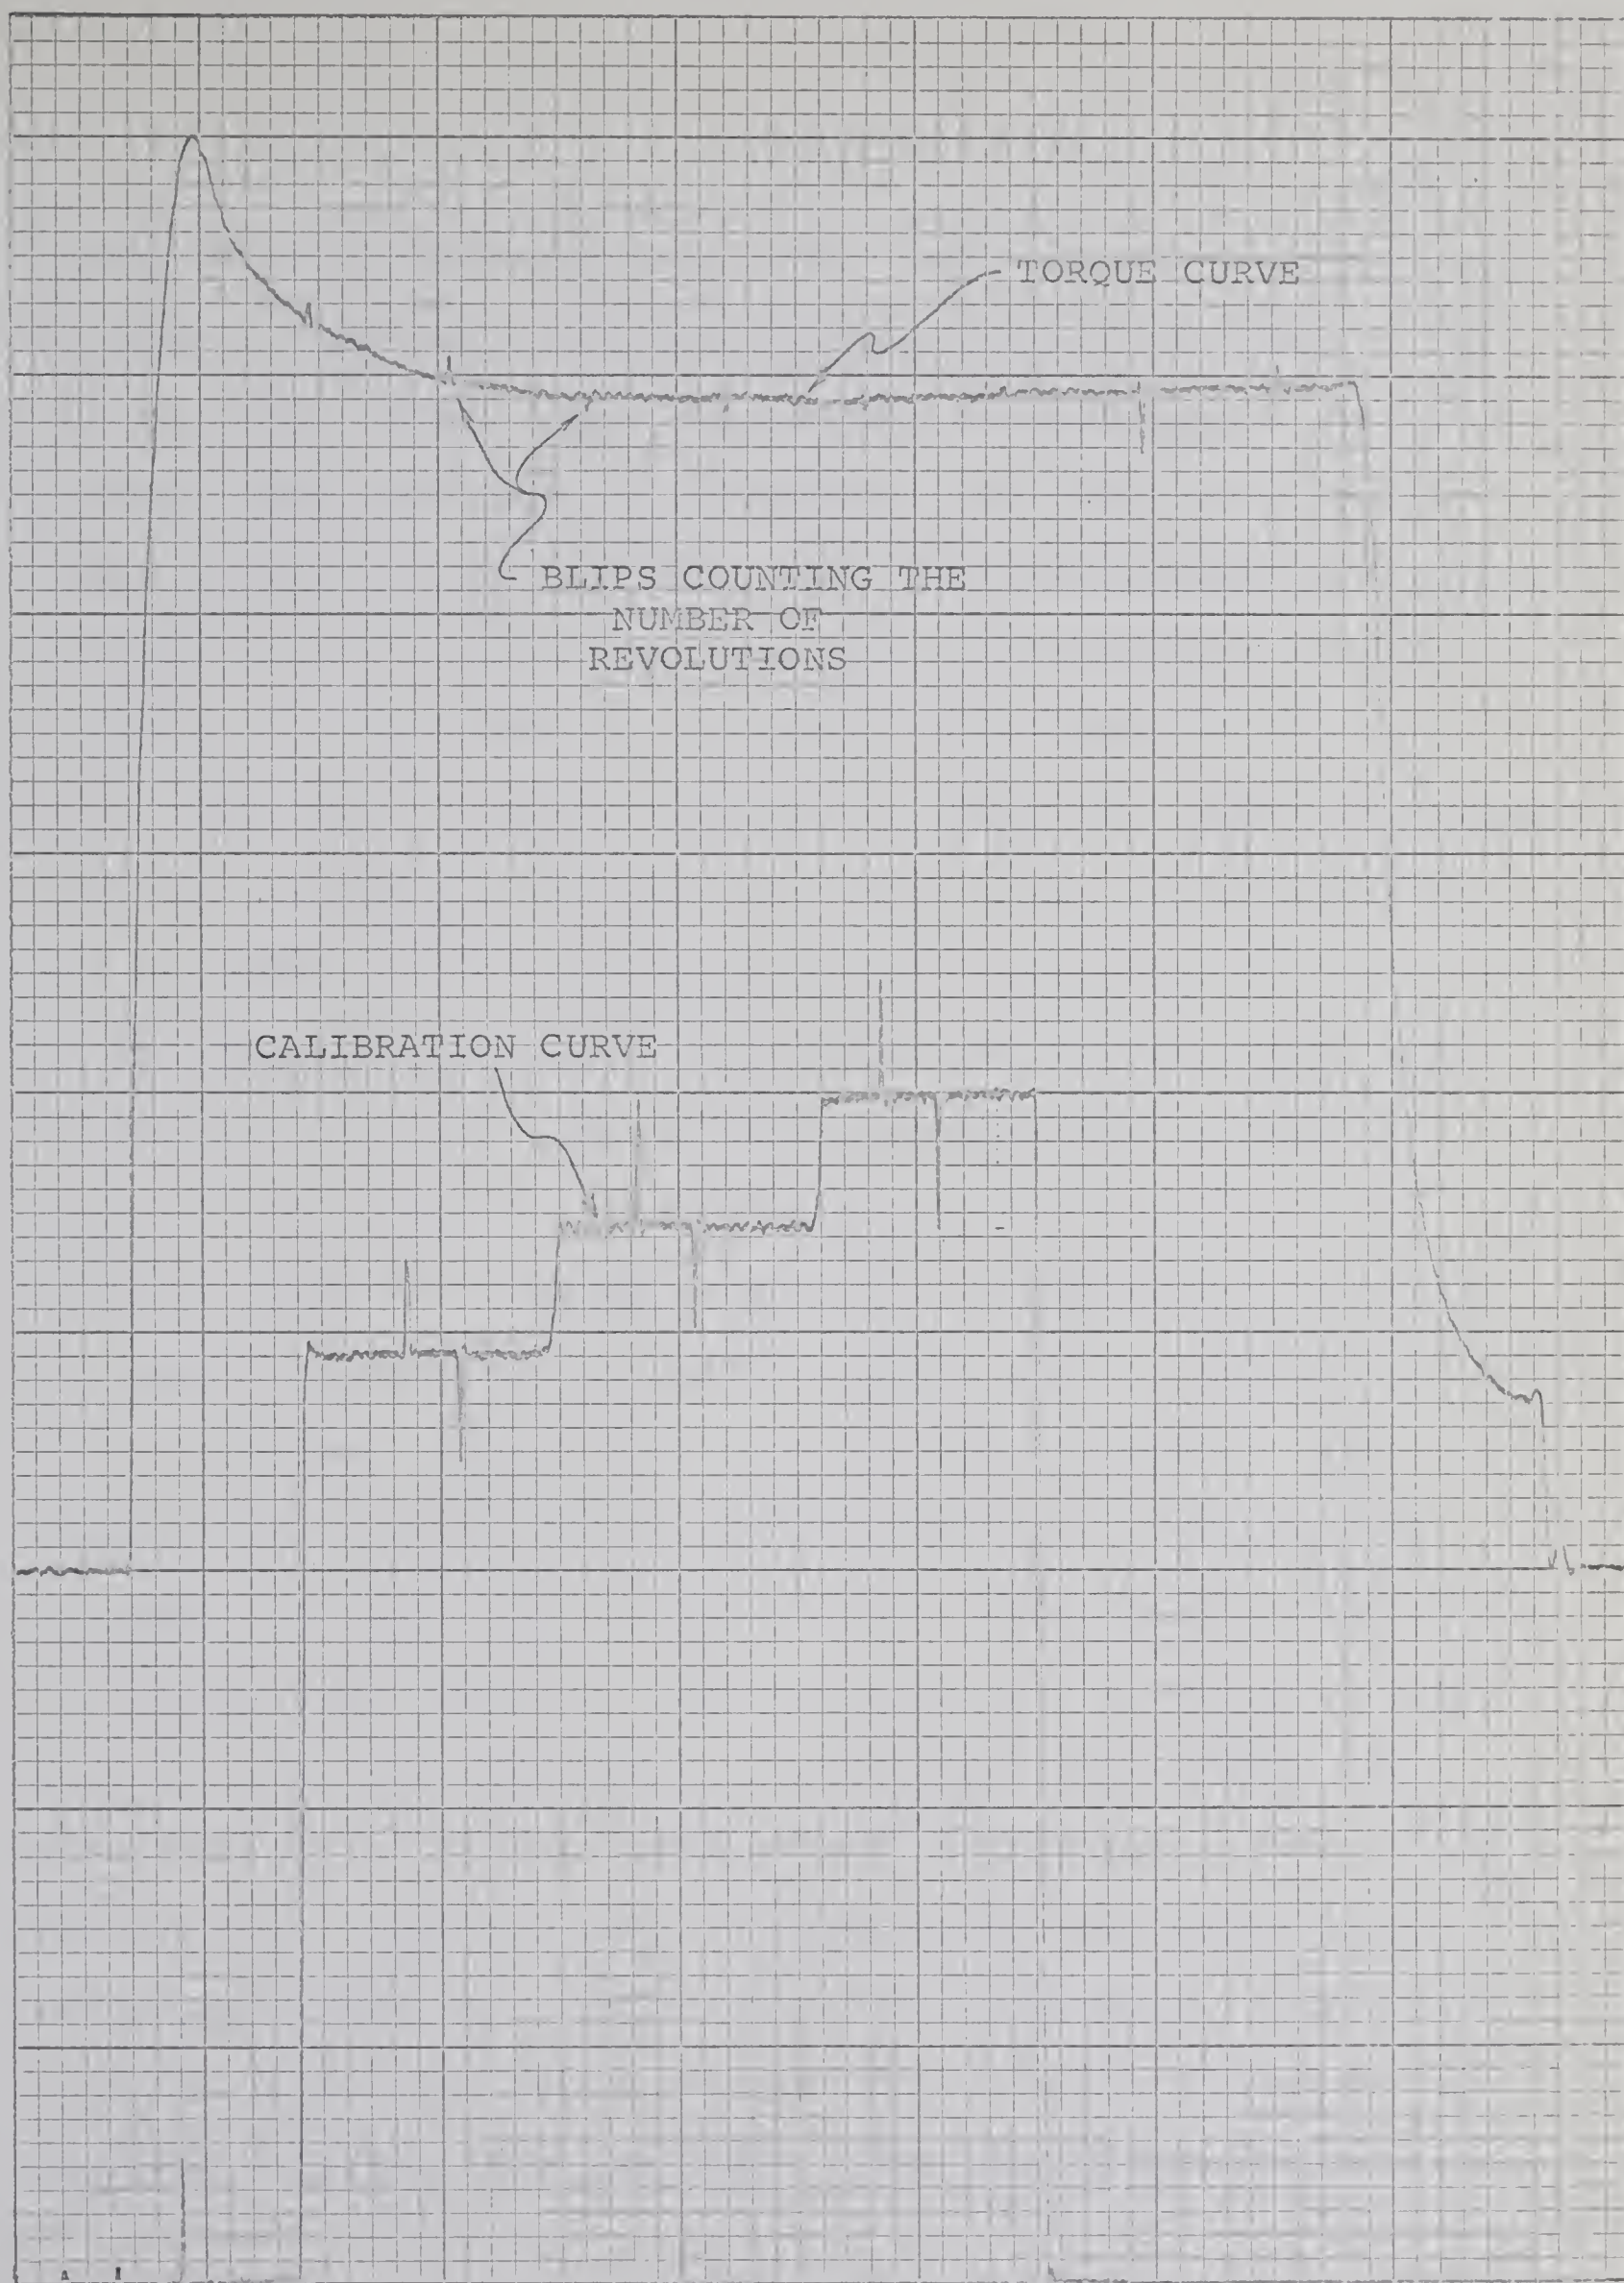 TORQUE CURVE
BLIPS COUNTING THE
NUMBER OF
REVOLUTIONS
CALIBRATION CURVE